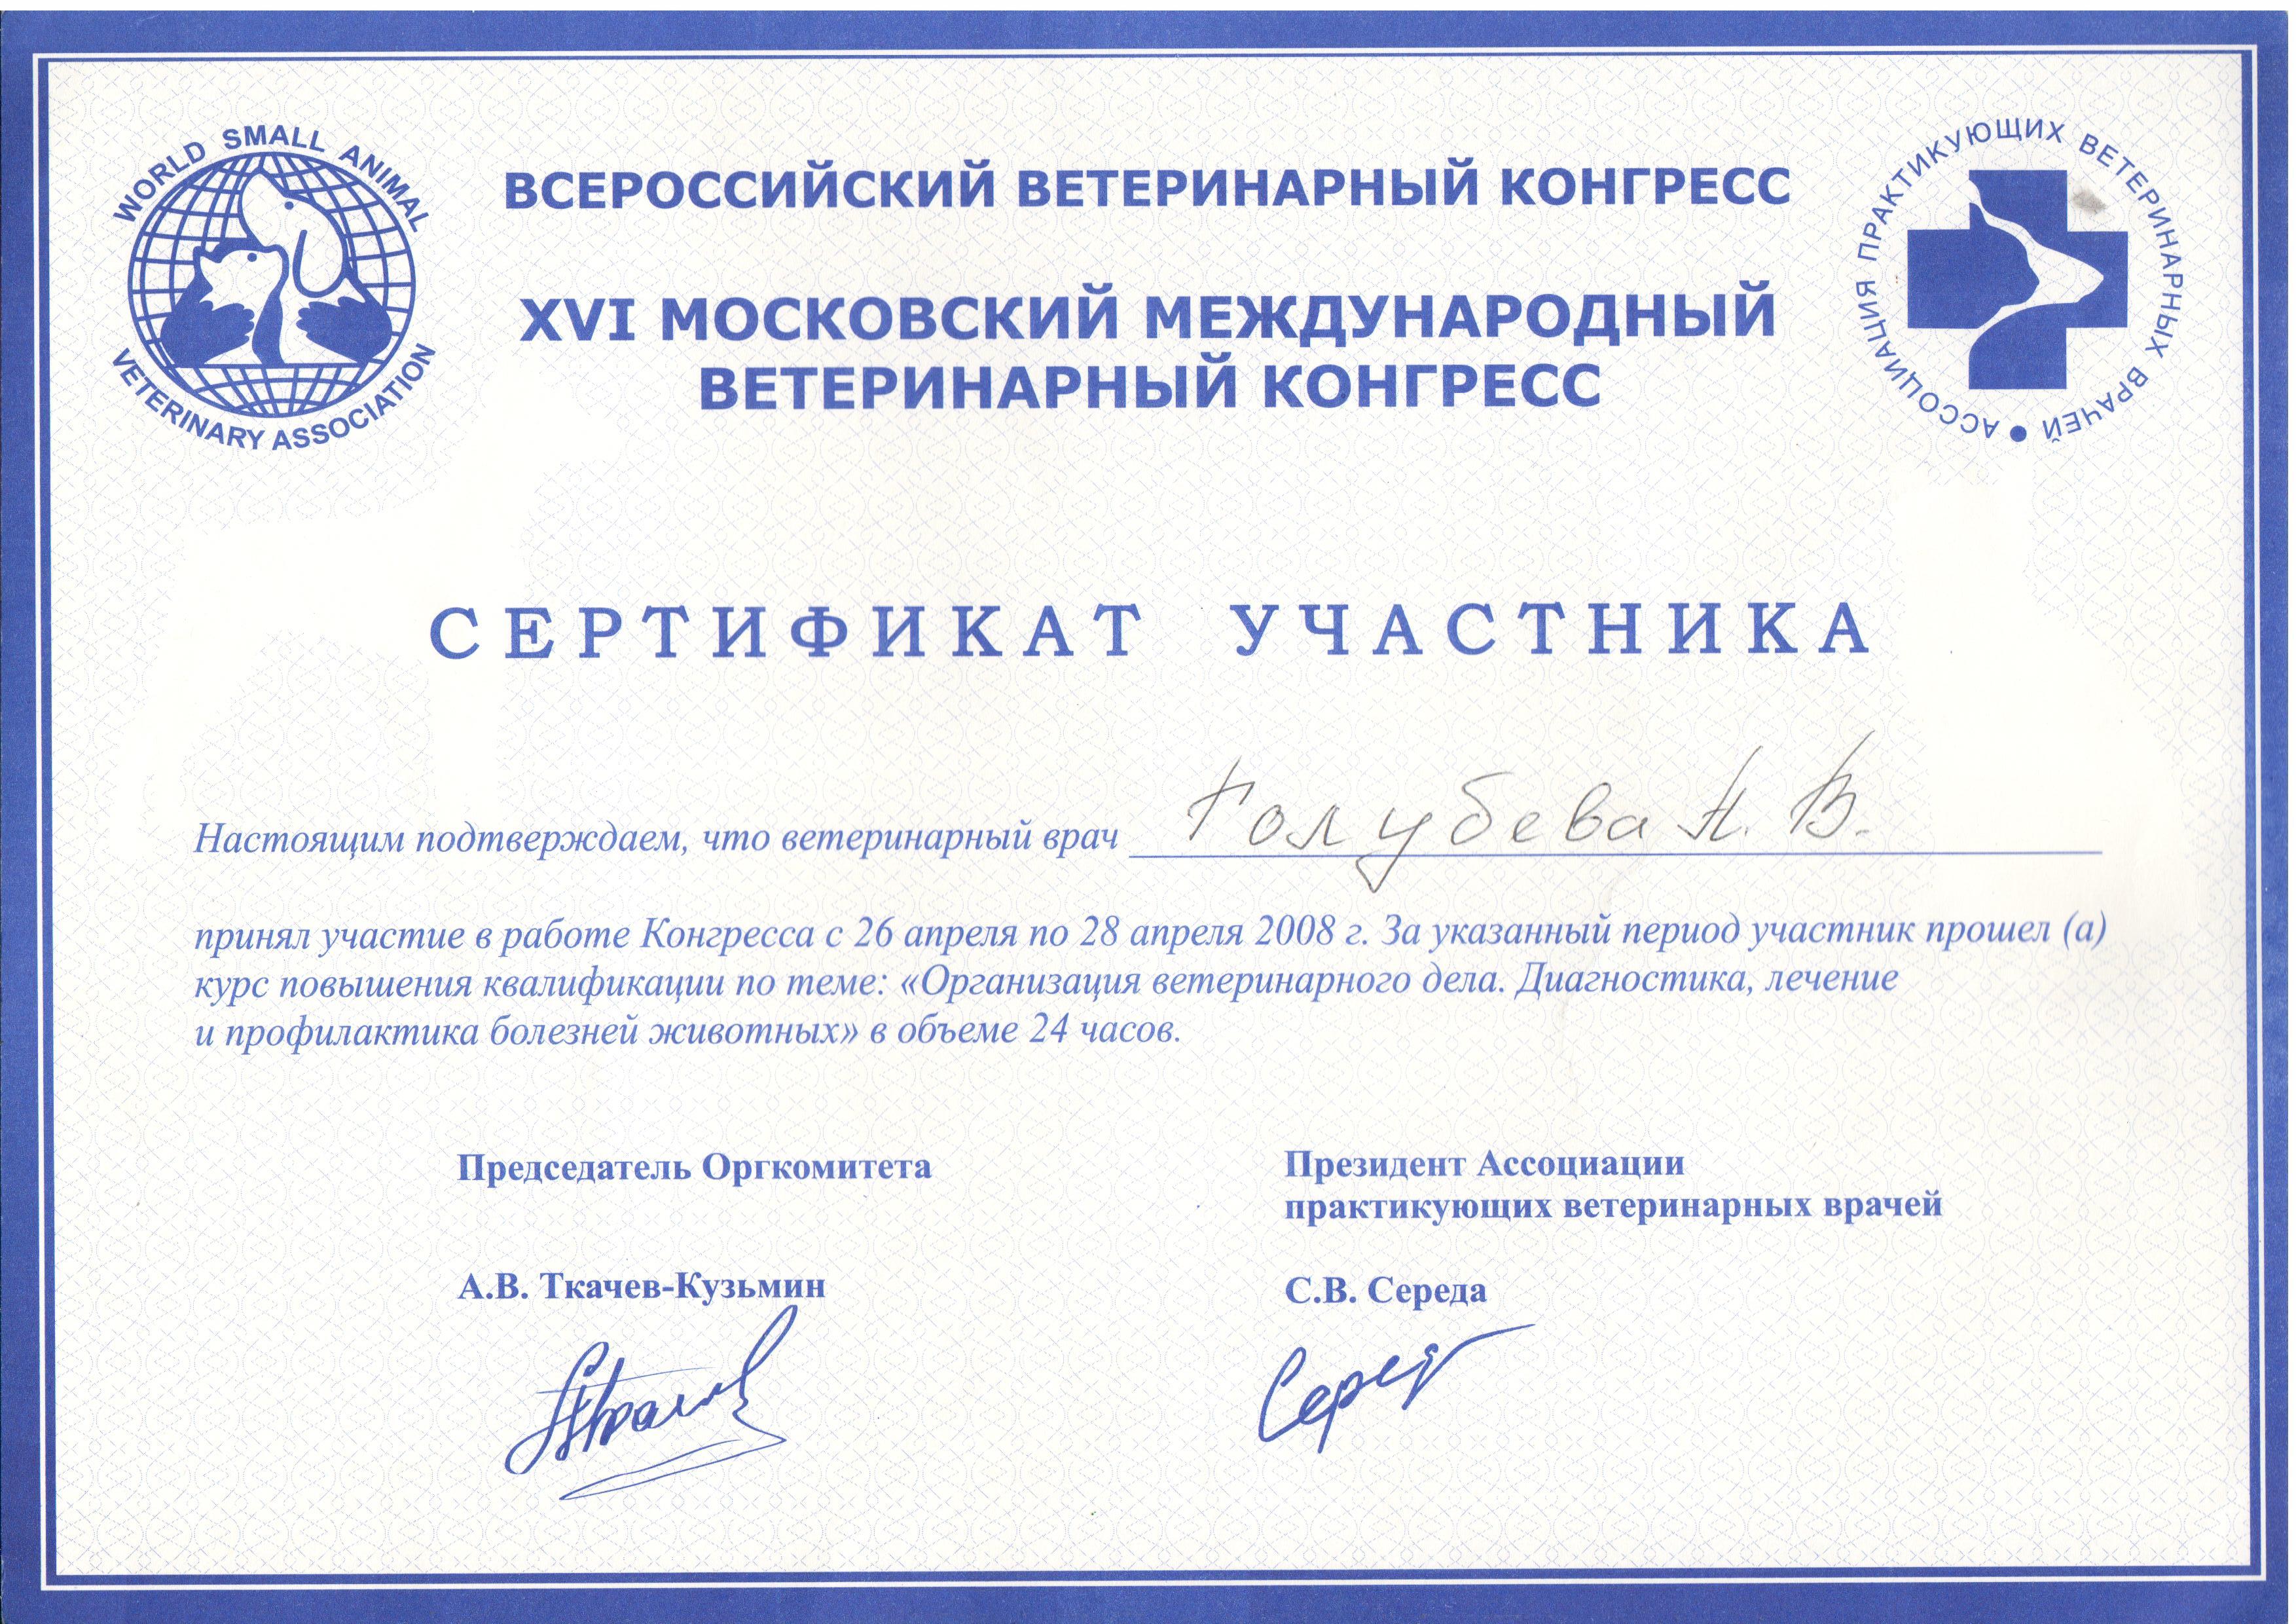 WORLD SMALL ANIMAL
VETERINARY ASSOCIATION
ВСЕРОССИЙСКИЙ ВЕТЕРИНАРНЫЙ КОНГРЕСС
XVI МОСКОВСКИЙ МЕЖДУНАРОДНЫЙ
ВЕТЕРИНАРНЫЙ КОНГРЕСС
АССОЦИАЦИЯ ПРАКТИКУЮЩИХ ВЕТЕРИНАРНЫХ ВРАЧЕЙ •
СЕРТИФИКАТ УЧАСТНИКА
Настоящим подтверждаем, что ветеринарный врач Голубева Н. В.
принял участие в работе Конгресса с 26 апреля по 28 апреля 2008 г. За указанный период участник прошел (а)
курс повышения квалификации по теме: «Организация ветеринарного дела. Диагностика, лечение
и профилактика болезней животных» в объеме 24 часов.
Председатель Оргкомитета
А.В. Ткачев-Кузьмин
Президент Ассоциации
практикующих ветеринарных врачей
С.В. Середа